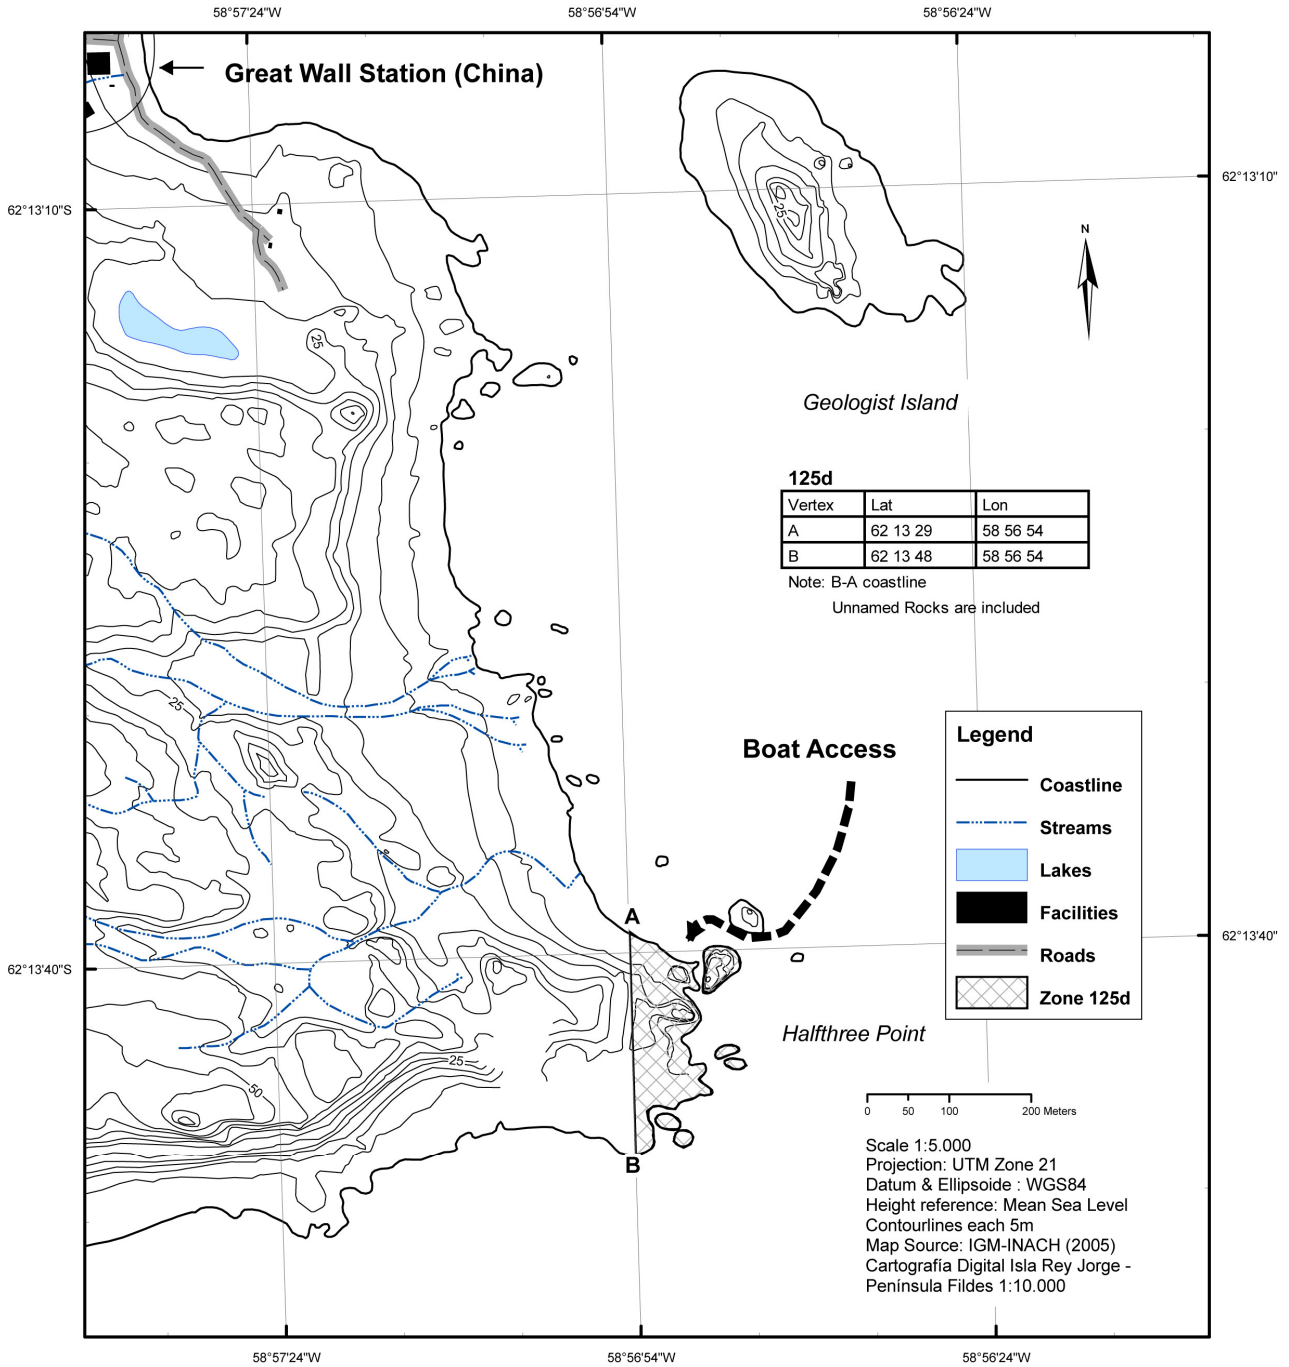 58°57'24"W 58°56'54"W 58°56'24"W
Great Wall Station (China)
62°13'10"S
62°13'10"
25
N
25
Geologist Island
125d
Vertex Lat Lon
A 62 13 29 58 56 54
B 62 13 48 58 56 54
Note: B-A coastline
Unnamed Rocks are included
25
Boat Access
Legend
Coastline
Streams
Lakes
Facilities
Roads
Zone 125d
A
62°13'40"
62°13'40"S
Halfthree Point
25
50
B
0 50 100 200 Meters
Scale 1:5.000
Projection: UTM Zone 21
Datum & Ellipsoide : WGS84
Height reference: Mean Sea Level
Contourlines each 5m
Map Source: IGM-INACH (2005)
Cartografía Digital Isla Rey Jorge -
Península Fildes 1:10.000
58°57'24"W 58°56'54"W 58°56'24"W